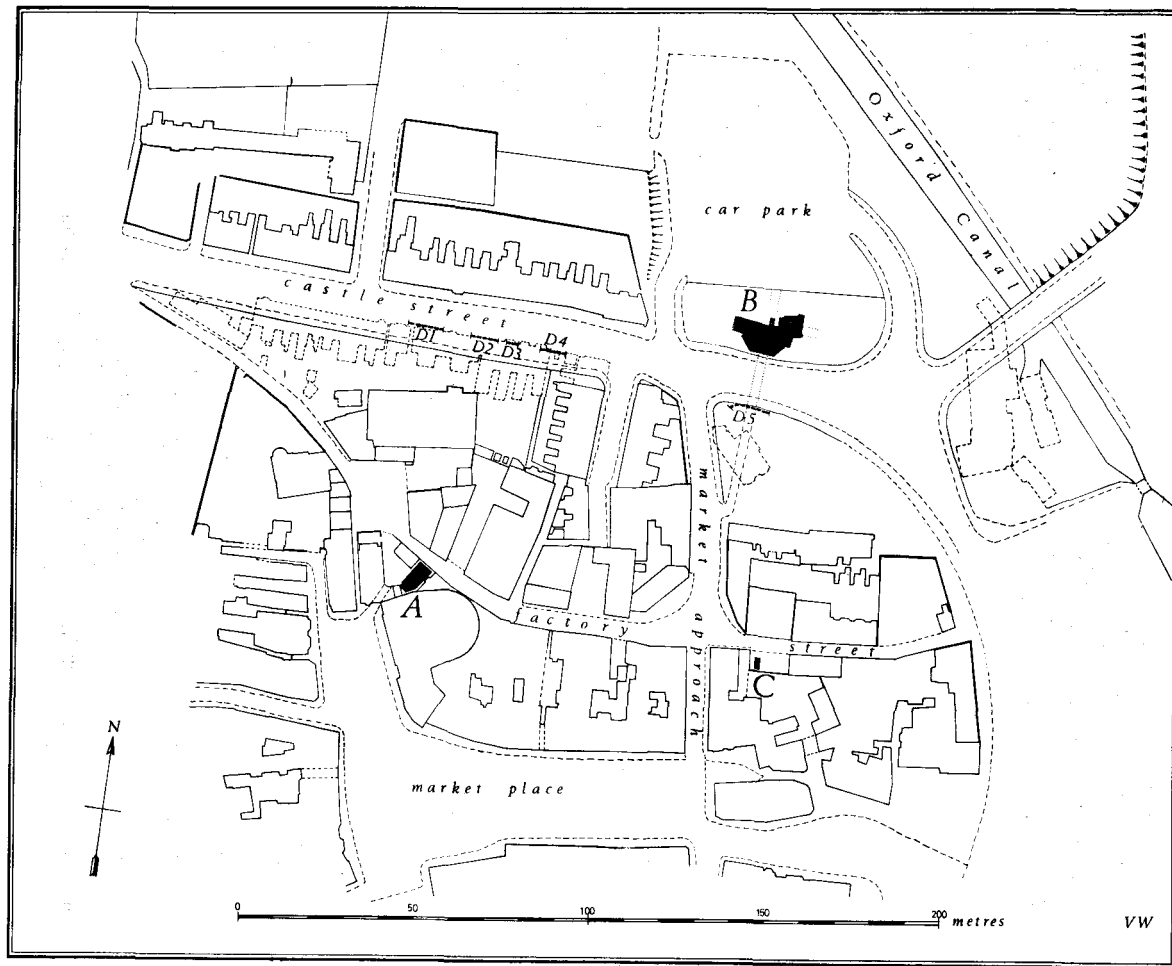 Oxford Canal
car park
B
castle street
D1
D2
D3
D4
D5
market approach
A
factory street
C
N
market place
0 50 100 150 200 metres
VW